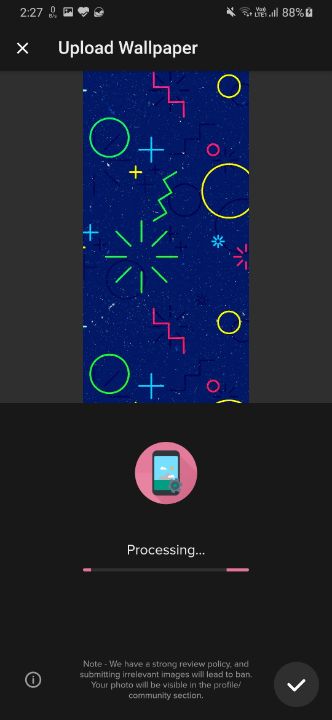 2:27 0 B/s Vo) LTE1 88%
Upload Wallpaper
Processing...
Note - We have a strong review policy, and
submitting irrelevant images will lead to ban.
Your photo will be visible in the profile/
community section.